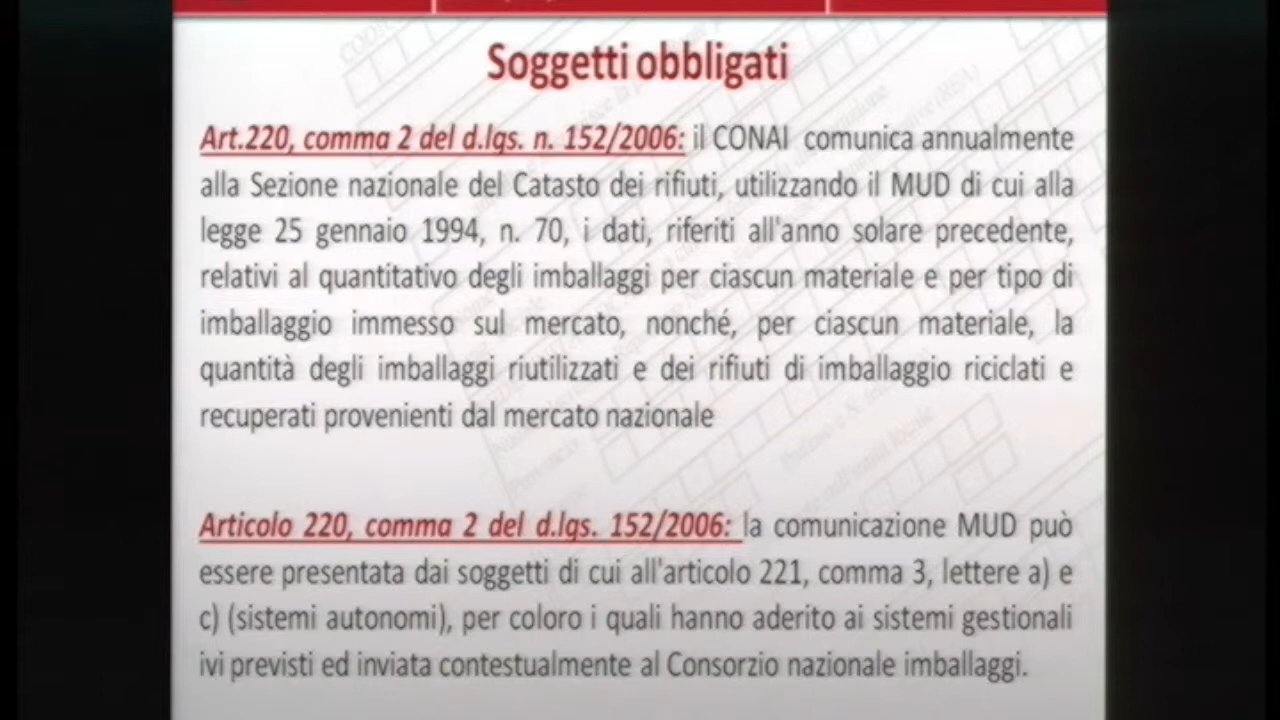 Soggetti obbligati
Art.220, comma 2 del d.lgs. n. 152/2006: il CONAI comunica annualmente
alla Sezione nazionale del Catasto dei rifiuti, utilizzando il MUD di cui alla
legge 25 gennaio 1994, n. 70, i dati, riferiti all'anno solare precedente,
relativi al quantitativo degli imballaggi per ciascun materiale e per tipo di
imballaggio immesso sul mercato, nonché, per ciascun materiale, la
quantità degli imballaggi riutilizzati e dei rifiuti di imballaggio riciclati e
recuperati provenienti dal mercato nazionale
Articolo 220, comma 2 del d.lgs. 152/2006: la comunicazione MUD può
essere presentata dai soggetti di cui all'articolo 221, comma 3, lettere a) e
c) (sistemi autonomi), per coloro i quali hanno aderito ai sistemi gestionali
ivi previsti ed inviata contestualmente al Consorzio nazionale imballaggi.